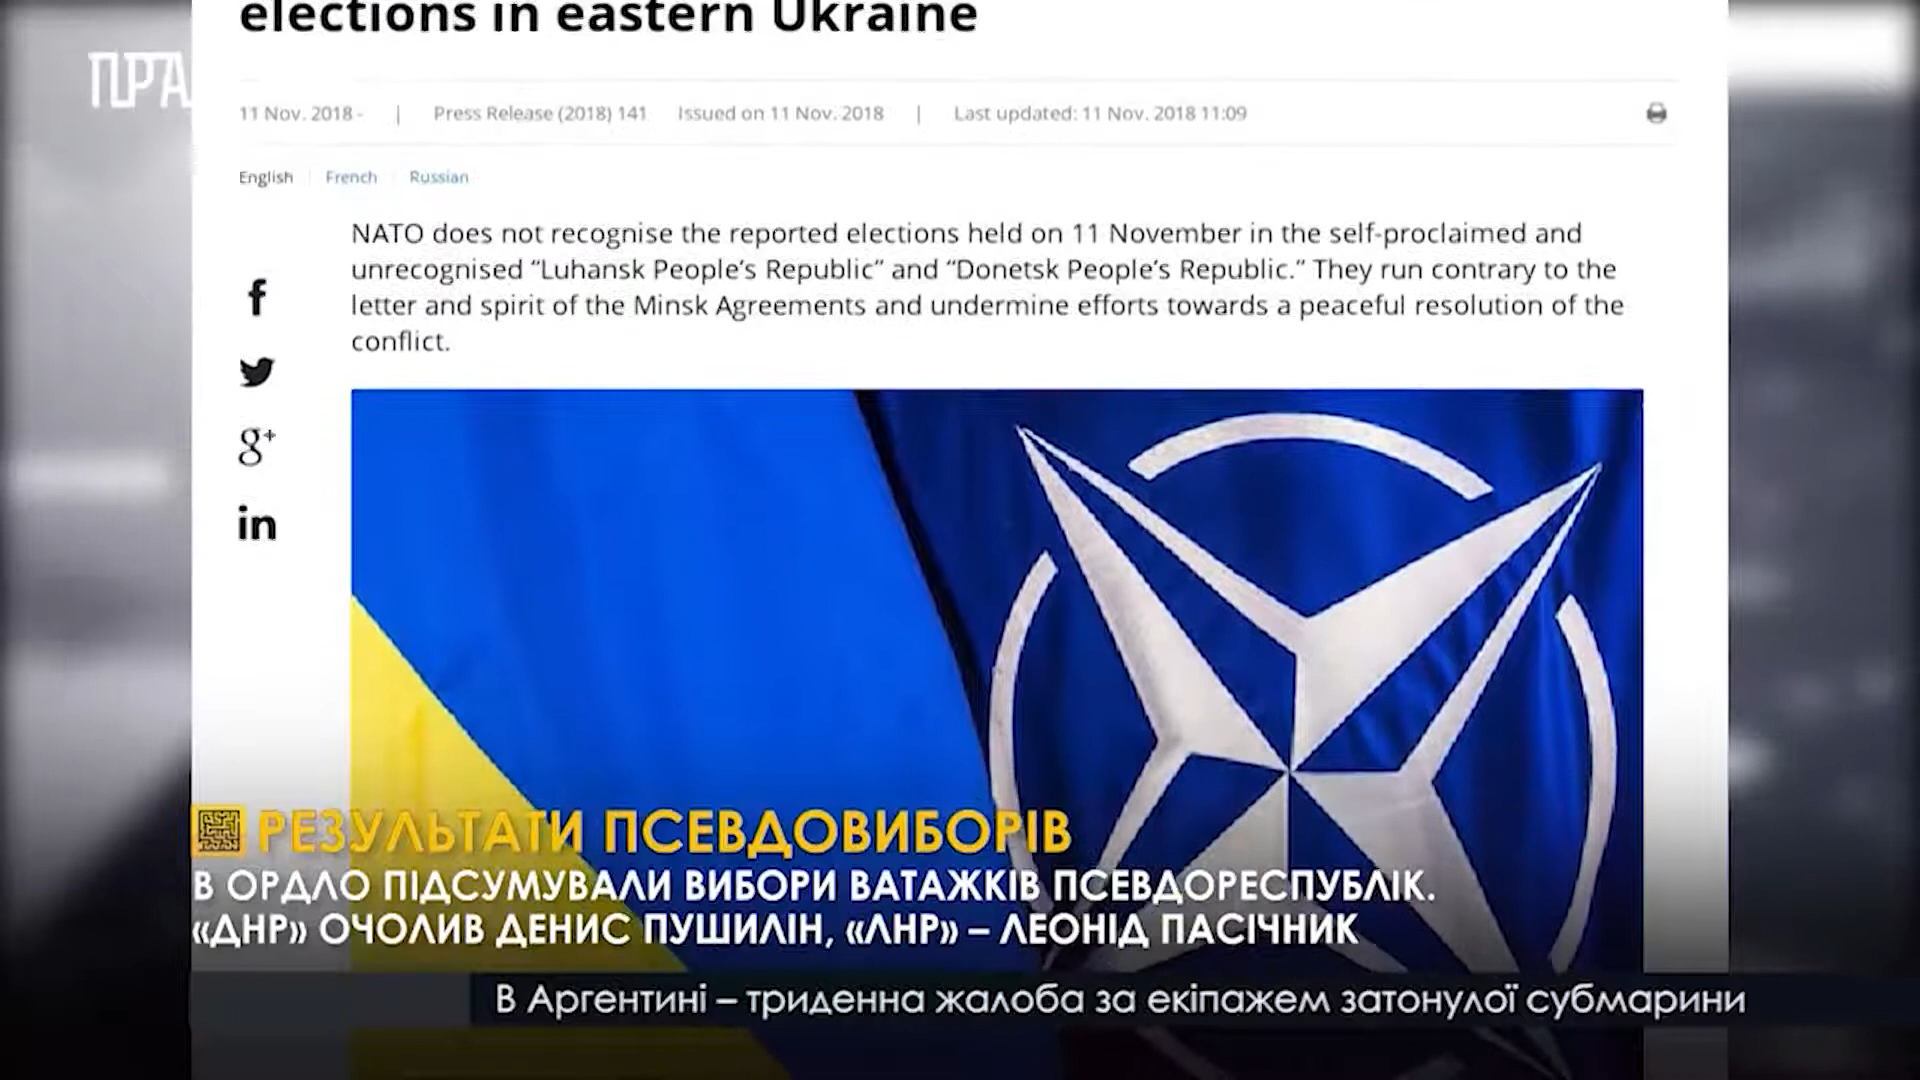 elections in eastern Ukraine
ПРА
11 Nov. 2018 - | Press Release (2018) 141 Issued on 11 Nov. 2018 | Last updated: 11 Nov. 2018 11:09
English French Russian
NATO does not recognise the reported elections held on 11 November in the self-proclaimed and
unrecognised “Luhansk People’s Republic” and “Donetsk People’s Republic.” They run contrary to the
letter and spirit of the Minsk Agreements and undermine efforts towards a peaceful resolution of the
conflict.
f
g+
in
РЕЗУЛЬТАТИ ПСЕВДОВИБОРІВ
В ОРДЛО ПІДСУМУВАЛИ ВИБОРИ ВАТАЖКІВ ПСЕВДОРЕСПУБЛІК.
«ДНР» ОЧОЛИВ ДЕНИС ПУШИЛІН, «ЛНР» – ЛЕОНІД ПАСІЧНИК
В Аргентині – триденна жалоба за екіпажем затонулої субмарини